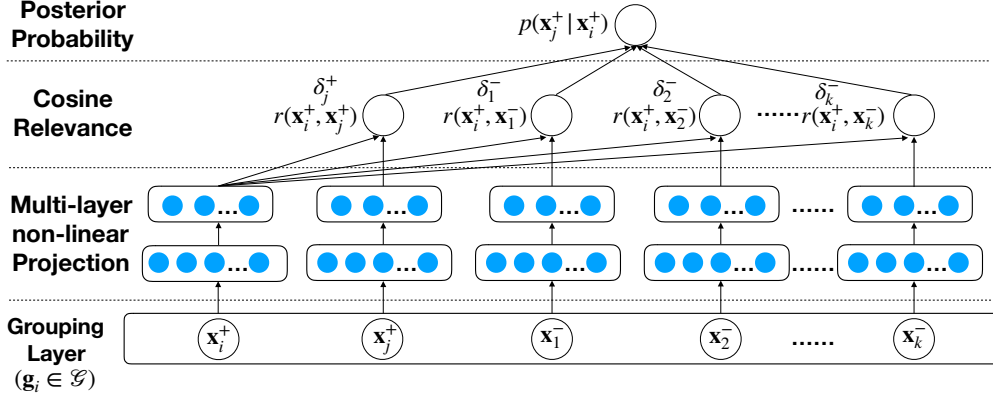 Posterior
Probability
p(x_j^+ | x_i^+)
Cosine
Relevance
δ_j^+ δ_1^- δ_2^- δ_k^-
r(x_i^+, x_j^+) r(x_i^+, x_1^-) r(x_i^+, x_2^-) ...... r(x_i^+, x_k^-)
Multi-layer
non-linear
Projection
... ... ... ... ...... ...
... ... ... ... ...... ...
Grouping
Layer
(g_i ∈ 𝒢)
x_i^+ x_j^+ x_1^- x_2^- ...... x_k^-